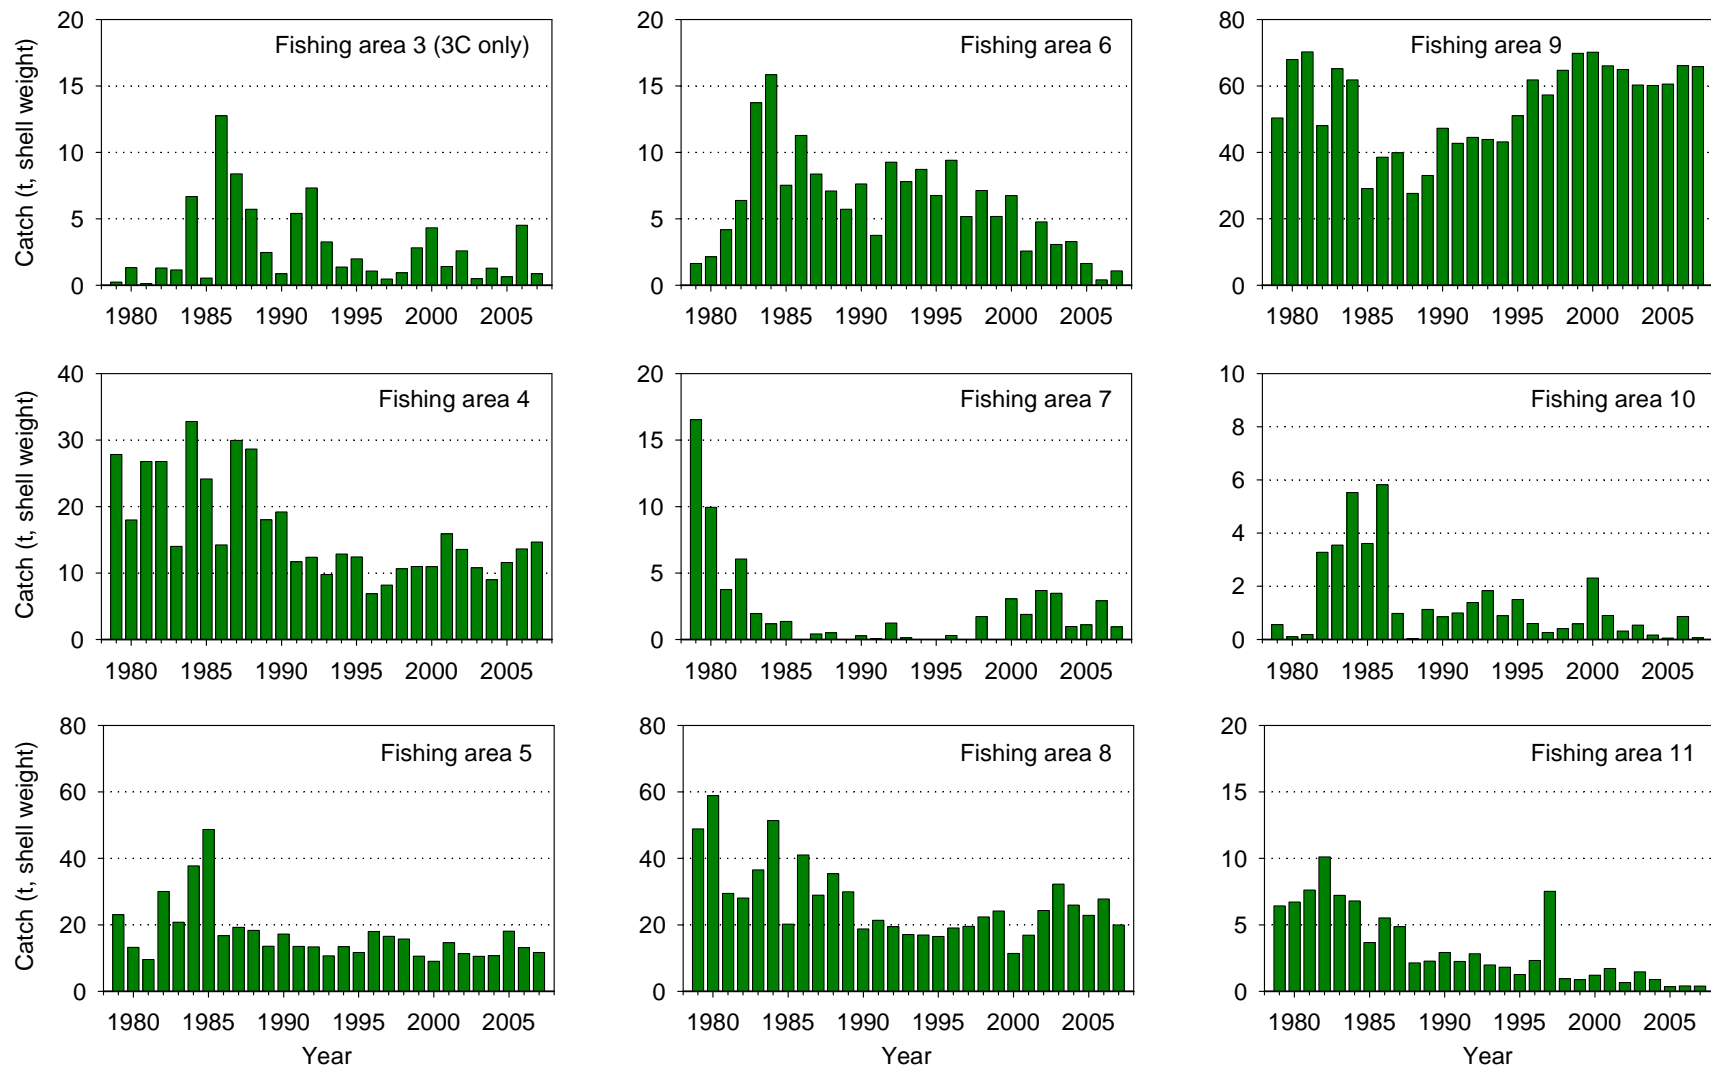 Fishing area 3 (3C only)
Catch (t, shell weight)
20
15
10
5
0
1980 1985 1990 1995 2000 2005
Fishing area 6
20
15
10
5
0
1980 1985 1990 1995 2000 2005
Fishing area 9
80
60
40
20
0
1980 1985 1990 1995 2000 2005
Fishing area 4
Catch (t, shell weight)
40
30
20
10
0
1980 1985 1990 1995 2000 2005
Fishing area 7
20
15
10
5
0
1980 1985 1990 1995 2000 2005
Fishing area 10
10
8
6
4
2
0
1980 1985 1990 1995 2000 2005
Fishing area 5
Catch (t, shell weight)
80
60
40
20
0
1980 1985 1990 1995 2000 2005
Year
Fishing area 8
80
60
40
20
0
1980 1985 1990 1995 2000 2005
Year
Fishing area 11
20
15
10
5
0
1980 1985 1990 1995 2000 2005
Year